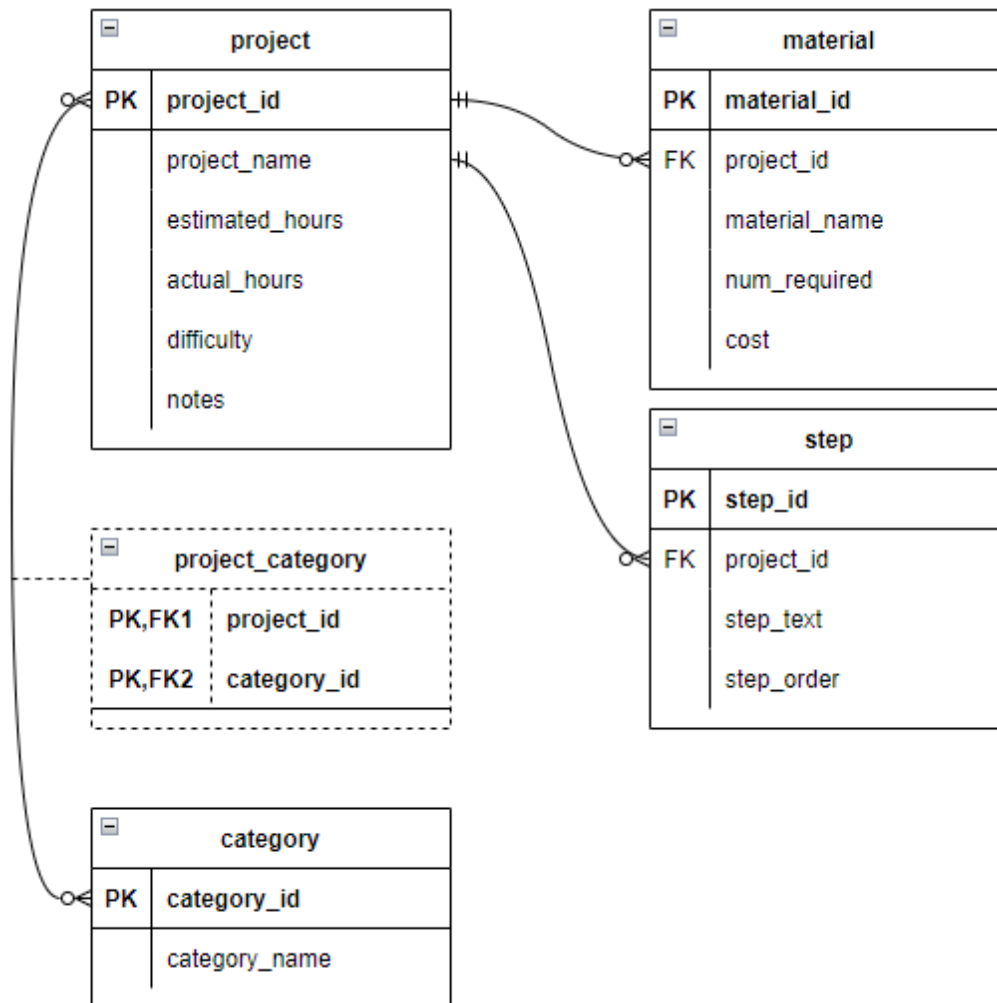 project
PK project_id
project_name
estimated_hours
actual_hours
difficulty
notes
material
PK material_id
FK project_id
material_name
num_required
cost
step
PK step_id
FK project_id
step_text
step_order
project_category
PK,FK1 project_id
PK,FK2 category_id
category
PK category_id
category_name